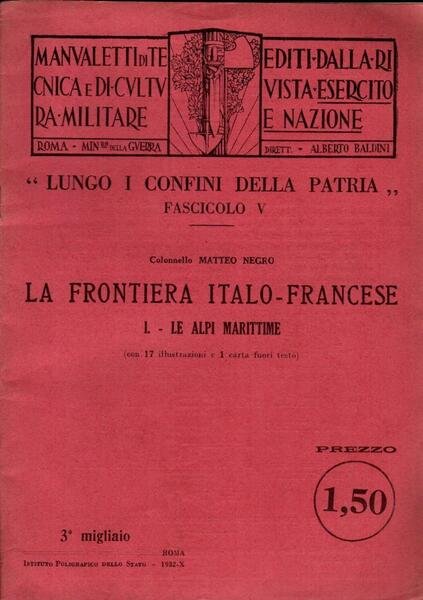 MANVALETTI DI TE
CNICA E DI CVLTV
RA MILITARE
ROMA - MIN.RO DELLA GVERRA
EDITI·DALLA·RI
VISTA·ESERCITO
E NAZIONE
DIRETT. - ALBERTO BALDINI
“ LUNGO I CONFINI DELLA PATRIA „
FASCICOLO V
Colonnello MATTEO NEGRO
LA FRONTIERA ITALO-FRANCESE
I. - LE ALPI MARITTIME
(con 17 illustrazioni e 1 carta fuori testo)
PREZZO
1,50
3° migliaio
ROMA
ISTITUTO POLIGRAFICO DELLO STATO - 1932-X